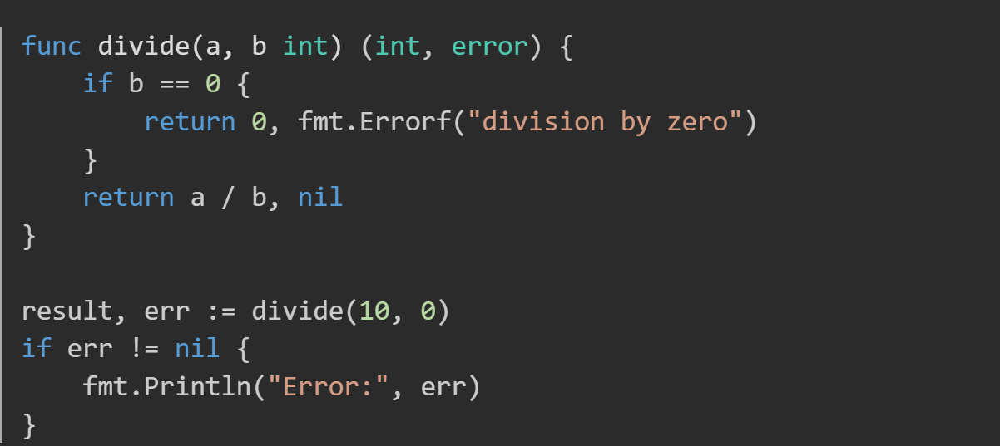 func divide(a, b int) (int, error) {
    if b == 0 {
        return 0, fmt.Errorf("division by zero")
    }
    return a / b, nil
}

result, err := divide(10, 0)
if err != nil {
    fmt.Println("Error:", err)
}